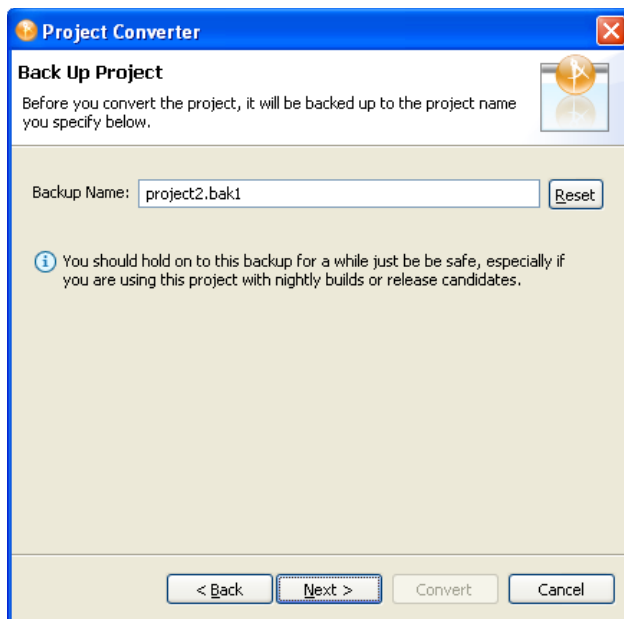 Project Converter
Back Up Project
Before you convert the project, it will be backed up to the project name
you specify below.
Backup Name: project2.bak1 Reset
You should hold on to this backup for a while just be be safe, especially if
you are using this project with nightly builds or release candidates.
< Back Next > Convert Cancel